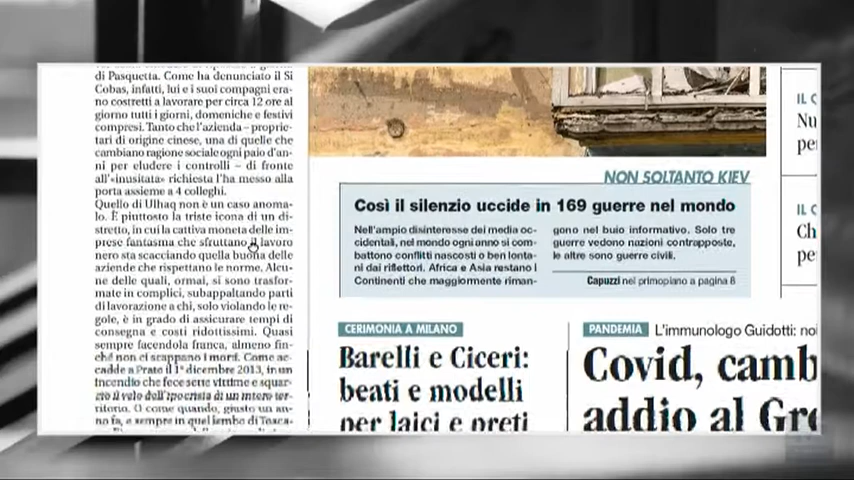 di Pasquetta. Come ha denunciato il Si
Cobas, infatti, lui e i suoi compagni era-
no costretti a lavorare per circa 12 ore al
giorno tutti i giorni, domeniche e festivi
compresi. Tanto che l'azienda – proprie-
tari di origine cinese, una di quelle che
cambiano ragione sociale ogni paio d'an-
ni per eludere i controlli – di fronte
all'«inusitata» richiesta l'ha messo alla
porta assieme a 4 colleghi.
Quello di Ulhaq non è un caso anoma-
lo. È piuttosto la triste icona di un di-
stretto, in cui la cattiva moneta delle im-
prese fantasma che sfruttano il lavoro
nero sta scacciando quella buona delle
aziende che rispettano le norme. Alcu-
ne delle quali, ormai, si sono trasfor-
mate in complici, subappaltando parti
di lavorazione a chi, solo violando le re-
gole, è in grado di assicurare tempi di
consegna e costi ridottissimi. Quasi
sempre facendola franca, almeno fin-
ché non ci scappano i morti. Come ac-
cadde a Prato il 1° dicembre 2013, in un
incendio che fece sette vittime e squar-
ciò il velo dell'ipocrisia di un intero ter-
ritorio. O come quando, giusto un an-
no fa, e sempre in quel lembo di Tosca-
NON SOLTANTO KIEV
Così il silenzio uccide in 169 guerre nel mondo
Nell'ampio disinteresse dei media oc-
cidentali, nel mondo ogni anno si com-
battono conflitti nascosti o ben lonta-
ni dai riflettori. Africa e Asia restano i
Continenti che maggiormente riman-
gono nel buio informativo. Solo tre
guerre vedono nazioni contrapposte,
le altre sono guerre civili.
Capuzzi nel primopiano a pagina 8
CERIMONIA A MILANO
Barelli e Ciceri:
beati e modelli
per laici e preti
PANDEMIA L'immunologo Guidotti: noi
Covid, camb
addio al Gre
IL C
Nu
per
IL C
Ch
per